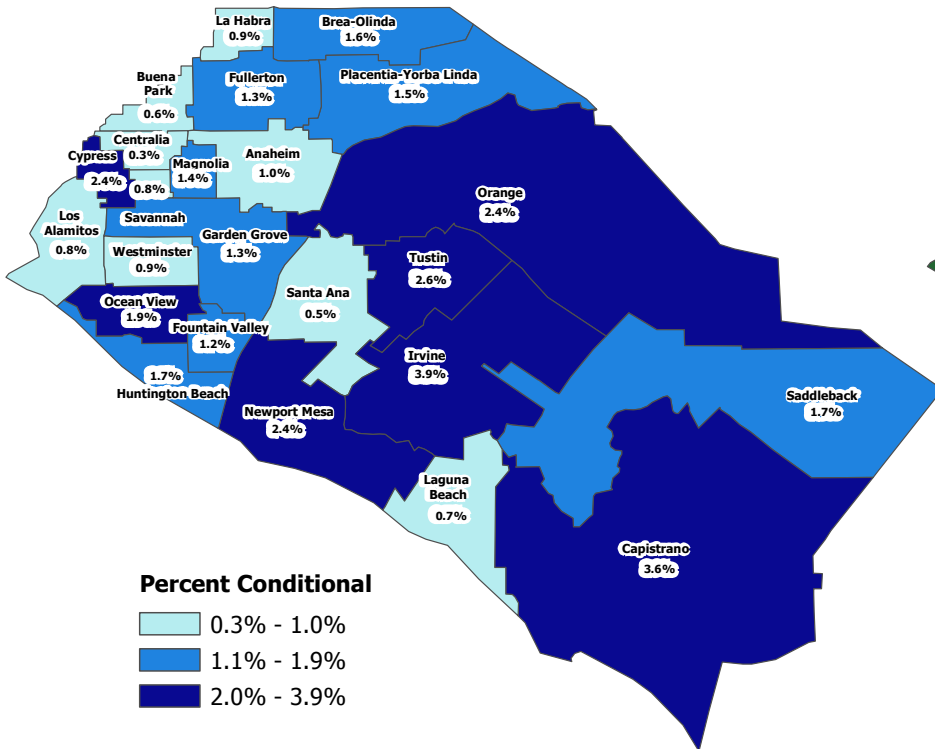 La Habra
0.9%
Brea-Olinda
1.6%
Buena
Park
0.6%
Fullerton
1.3%
Placentia-Yorba Linda
1.5%
Centralia
0.3%
Cypress
2.4%
0.8%
Magnolia
1.4%
Anaheim
1.0%
Orange
2.4%
Los
Alamitos
0.8%
Savannah
Garden Grove
1.3%
Westminster
0.9%
Tustin
2.6%
Santa Ana
0.5%
Ocean View
1.9%
Fountain Valley
1.2%
1.7%
Huntington Beach
Irvine
3.9%
Newport Mesa
2.4%
Saddleback
1.7%
Laguna
Beach
0.7%
Capistrano
3.6%
Percent Conditional
0.3% - 1.0%
1.1% - 1.9%
2.0% - 3.9%